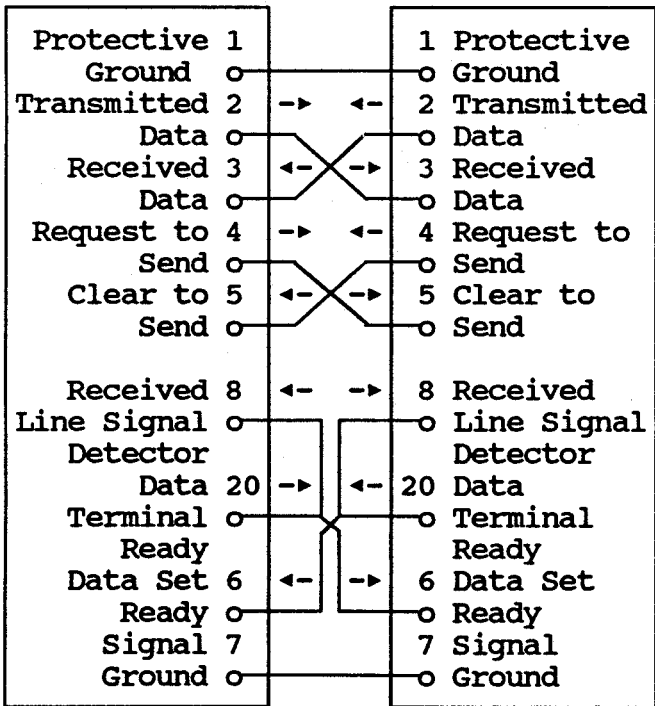 Protective 1 1 Protective
Ground Ground
Transmitted 2 2 Transmitted
Data Data
Received 3 3 Received
Data Data
Request to 4 4 Request to
Send Send
Clear to 5 5 Clear to
Send Send
Received 8 8 Received
Line Signal Line Signal
Detector Detector
Data 20 20 Data
Terminal Terminal
Ready Ready
Data Set 6 6 Data Set
Ready Ready
Signal 7 7 Signal
Ground Ground